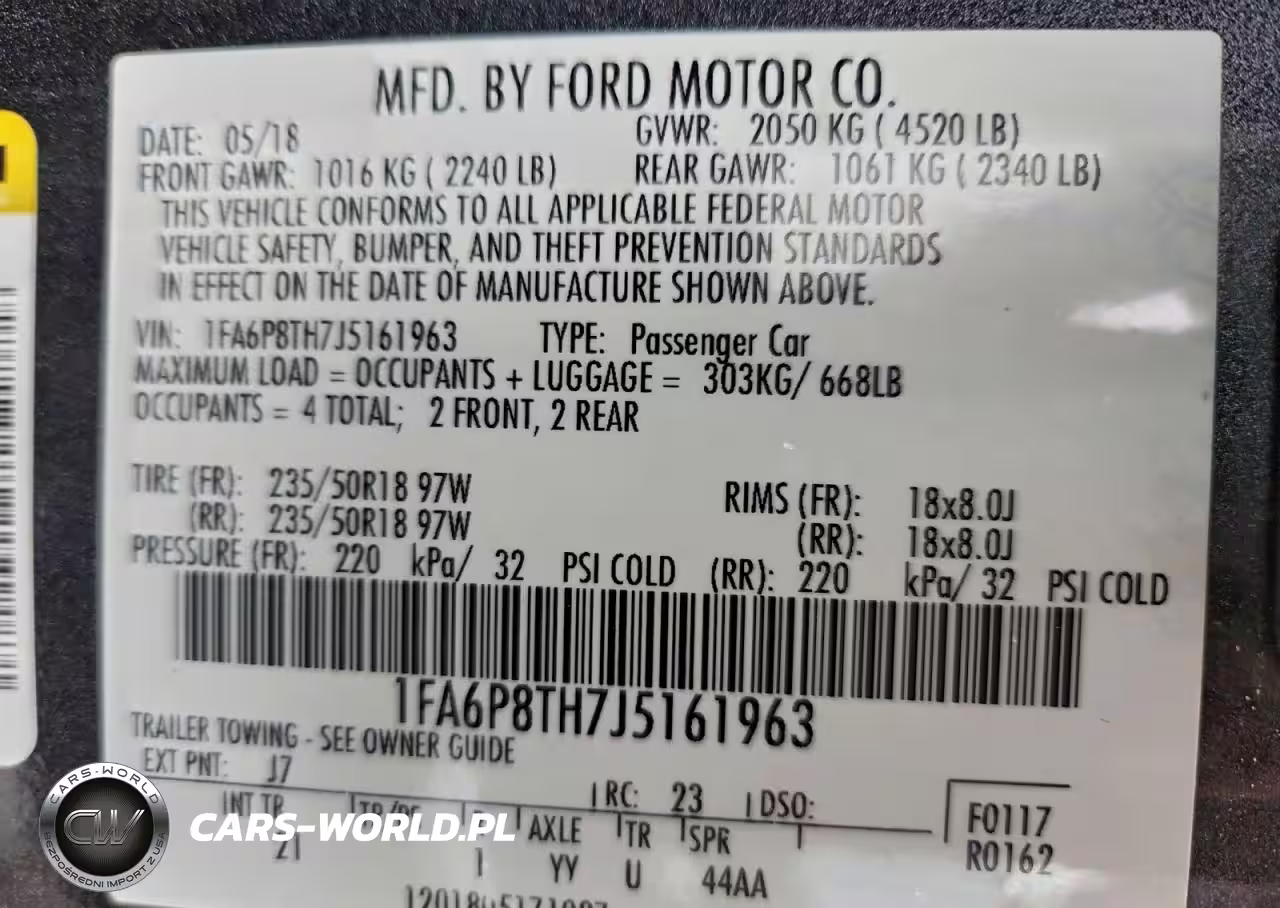 MFD. BY FORD MOTOR CO.
DATE: 05/18 GVWR: 2050 KG ( 4520 LB)
FRONT GAWR: 1016 KG ( 2240 LB) REAR GAWR: 1061 KG ( 2340 LB)
THIS VEHICLE CONFORMS TO ALL APPLICABLE FEDERAL MOTOR
VEHICLE SAFETY, BUMPER, AND THEFT PREVENTION STANDARDS
IN EFFECT ON THE DATE OF MANUFACTURE SHOWN ABOVE.
VIN: 1FA6P8TH7J5161963 TYPE: Passenger Car
MAXIMUM LOAD = OCCUPANTS + LUGGAGE = 303KG/ 668LB
OCCUPANTS = 4 TOTAL; 2 FRONT, 2 REAR
TIRE (FR): 235/50R18 97W RIMS (FR): 18x8.0J
(RR): 235/50R18 97W (RR): 18x8.0J
PRESSURE (FR): 220 kPa/ 32 PSI COLD (RR): 220 kPa/ 32 PSI COLD
1FA6P8TH7J5161963
TRAILER TOWING - SEE OWNER GUIDE
EXT PNT: J7 RC: 23 DSO: F0117
INT TR AXLE TR SPR R0162
YY U 44AA
CARS-WORLD
CW
BEZPOŚREDNI IMPORT Z USA
CARS-WORLD.PL